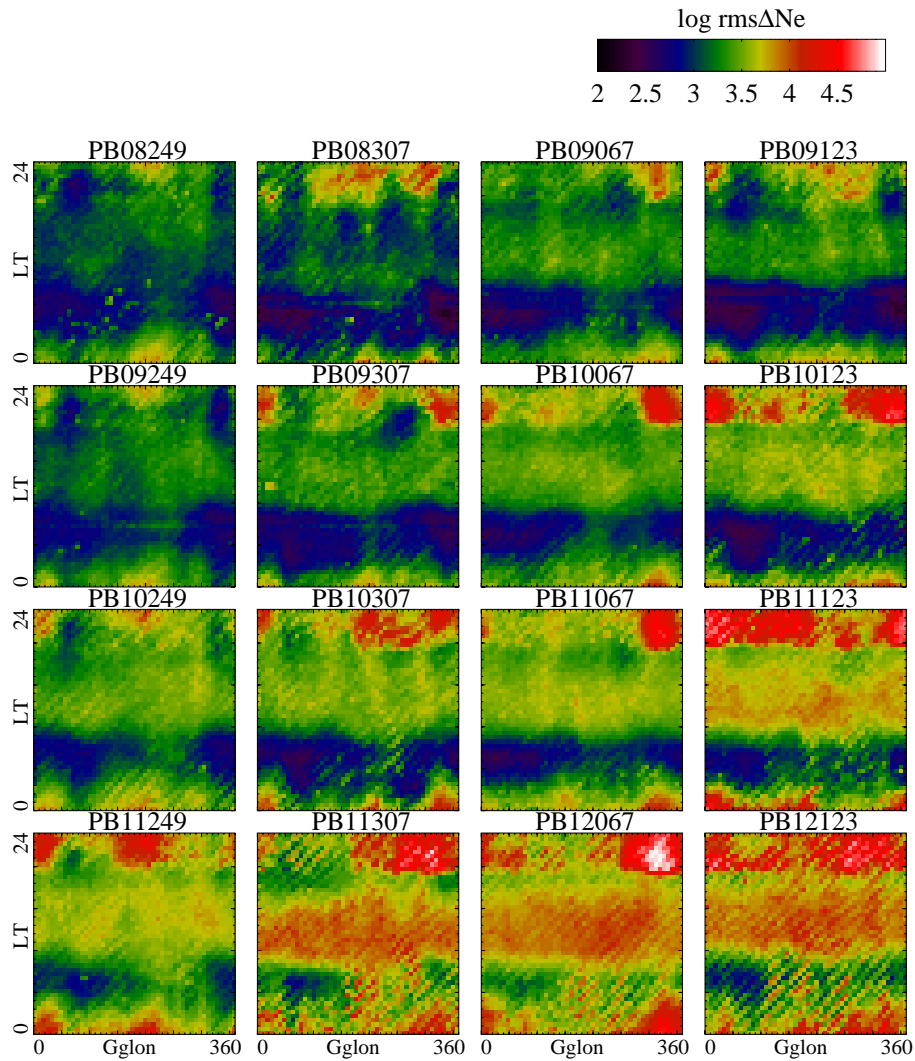 log rmsΔNe
2 2.5 3 3.5 4 4.5
PB08249 PB08307 PB09067 PB09123
24
LT
0
PB09249 PB09307 PB10067 PB10123
24
LT
0
PB10249 PB10307 PB11067 PB11123
24
LT
0
PB11249 PB11307 PB12067 PB12123
24
LT
0
0 Gglon 360 0 Gglon 360 0 Gglon 360 0 Gglon 360